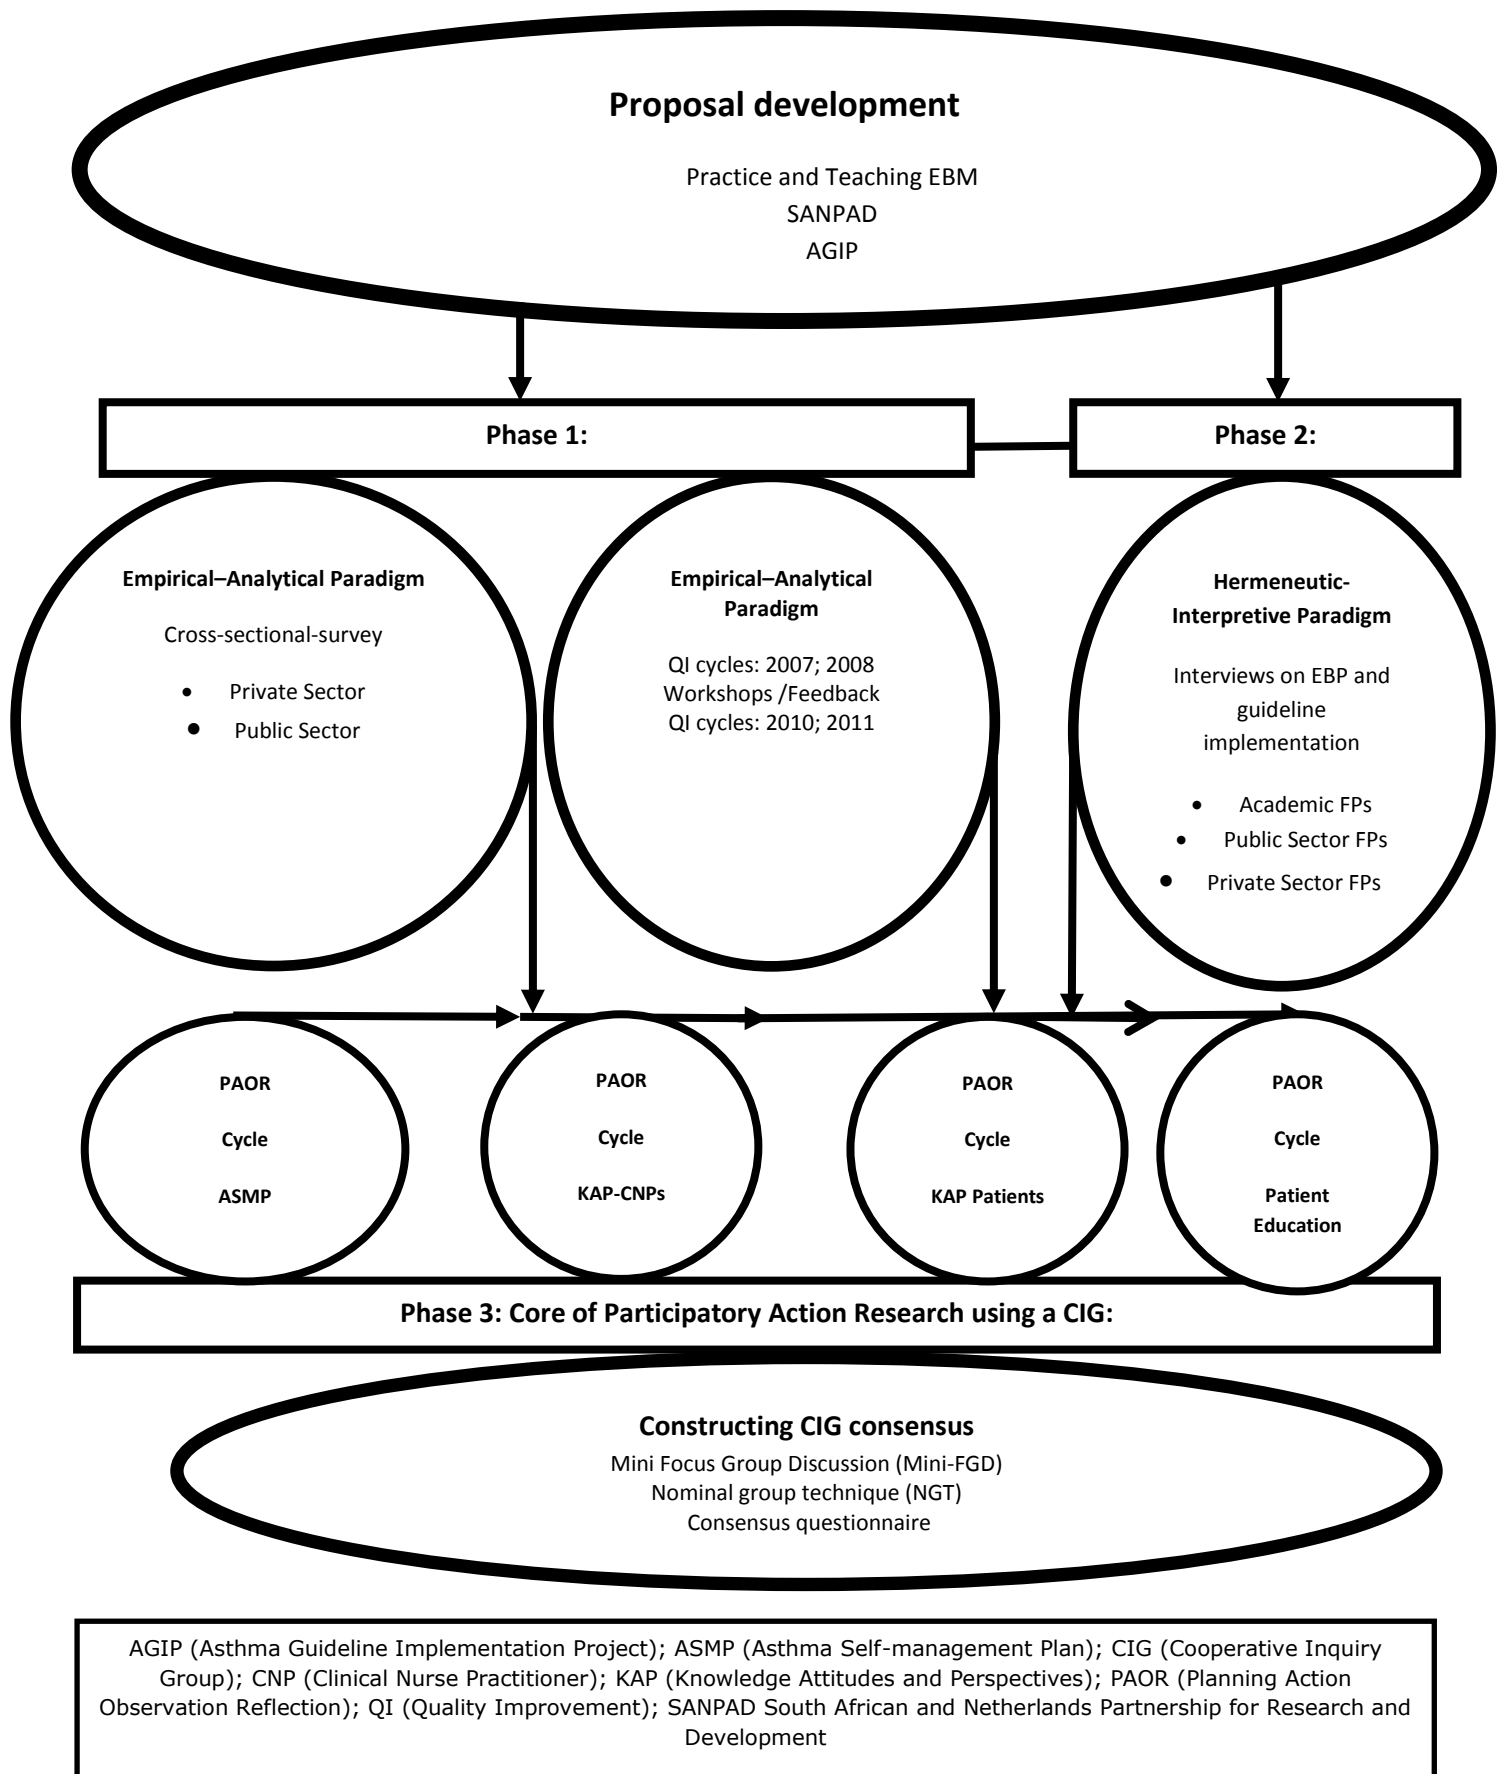 Proposal development
Practice and Teaching EBM
SANPAD
AGIP
Phase 1:
Phase 2:
Empirical–Analytical Paradigm
Cross-sectional-survey
• Private Sector
• Public Sector
Empirical–Analytical
Paradigm
QI cycles: 2007; 2008
Workshops /Feedback
QI cycles: 2010; 2011
Hermeneutic-
Interpretive Paradigm
Interviews on EBP and
guideline
implementation
• Academic FPs
• Public Sector FPs
• Private Sector FPs
PAOR
Cycle
ASMP
PAOR
Cycle
KAP-CNPs
PAOR
Cycle
KAP Patients
PAOR
Cycle
Patient
Education
Phase 3: Core of Participatory Action Research using a CIG:
Constructing CIG consensus
Mini Focus Group Discussion (Mini-FGD)
Nominal group technique (NGT)
Consensus questionnaire
AGIP (Asthma Guideline Implementation Project); ASMP (Asthma Self-management Plan); CIG (Cooperative Inquiry
Group); CNP (Clinical Nurse Practitioner); KAP (Knowledge Attitudes and Perspectives); PAOR (Planning Action
Observation Reflection); QI (Quality Improvement); SANPAD South African and Netherlands Partnership for Research and
Development